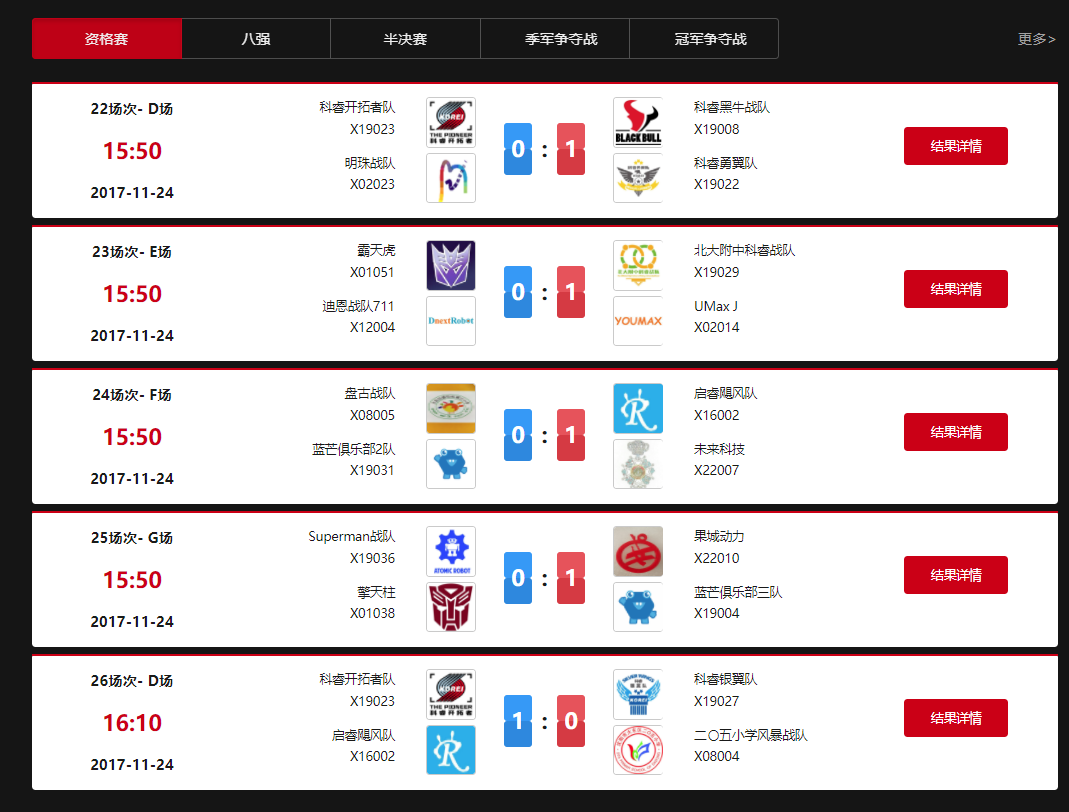 资格赛
八强
半决赛
季军争夺战
冠军争夺战
更多>
22场次- D场
15:50
2017-11-24
科睿开拓者队
X19023
明珠战队
X02023
KOREI
THE PIONEER
科睿开拓者
0 : 1
BLACK BULL
科睿黑牛战队
X19008
科睿勇翼队
X19022
结果详情
23场次- E场
15:50
2017-11-24
霸天虎
X01051
迪恩战队711
X12004
DnextRobot
0 : 1
YOUMAX
北大附中科睿战队
X19029
UMax J
X02014
结果详情
24场次- F场
15:50
2017-11-24
盘古战队
X08005
蓝芒俱乐部2队
X19031
0 : 1
启睿飓风队
X16002
未来科技
X22007
结果详情
25场次- G场
15:50
2017-11-24
Superman战队
X19036
擎天柱
X01038
ATOMIC ROBOT
0 : 1
果城动力
X22010
蓝芒俱乐部三队
X19004
结果详情
26场次- D场
16:10
2017-11-24
科睿开拓者队
X19023
启睿飓风队
X16002
KOREI
THE PIONEER
科睿开拓者
1 : 0
科睿银翼队
X19027
二〇五小学风暴战队
X08004
结果详情